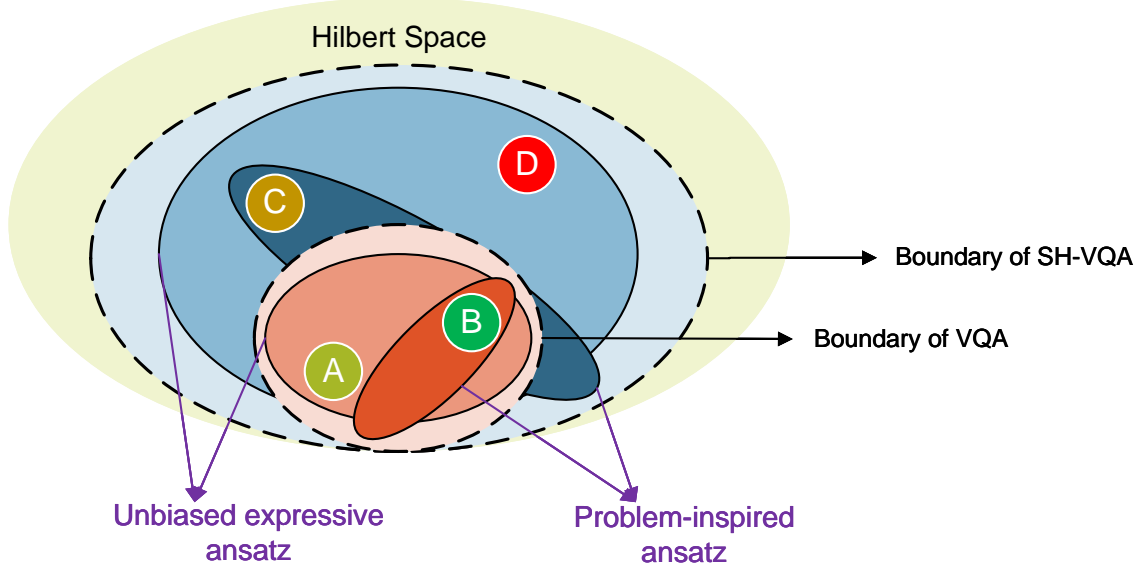 Hilbert Space
D
C
Boundary of SH-VQA
B
Boundary of VQA
A
Unbiased expressive
ansatz
Problem-inspired
ansatz